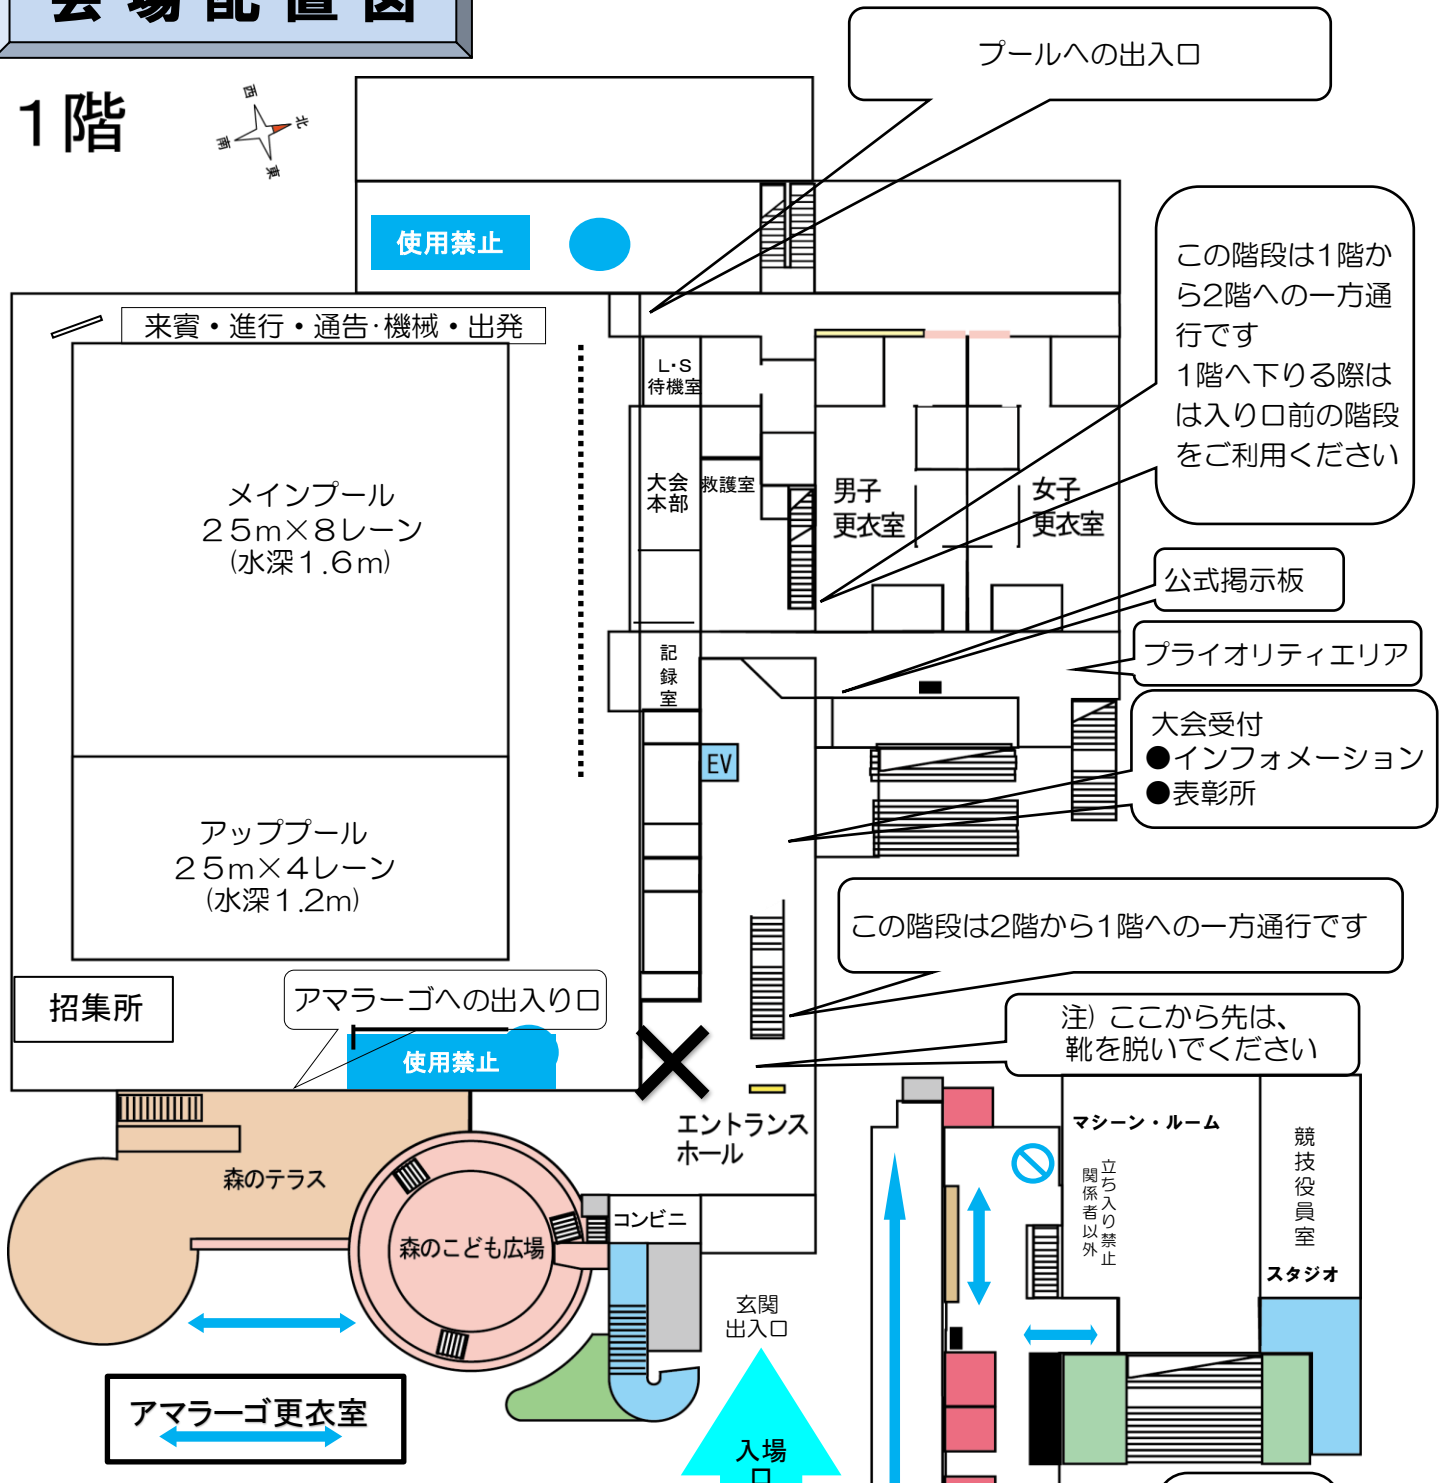 会場配置図
1階
西
北
南
東
プールへの出入口
使用禁止
この階段は1階か
ら2階への一方通
行です
1階へ下りる際は
は入り口前の階段
をご利用ください
来賓・進行・通告・機械・出発
L・S
待機室
メインプール
25m×8レーン
(水深1.6m)
大会
本部
救護室
男子
更衣室
女子
更衣室
公式掲示板
プライオリティエリア
記録室
大会受付
●インフォメーション
●表彰所
EV
アッププール
25m×4レーン
(水深1.2m)
この階段は2階から1階への一方通行です
招集所
アマラーゴへの出入り口
使用禁止
注）ここから先は、
靴を脱いでください
エントランス
ホール
マシーン・ルーム
立ち入り禁止
関係者以外
競技役員室
スタジオ
森のテラス
森のこども広場
コンビニ
玄関
出入口
アマラーゴ更衣室
入場
口